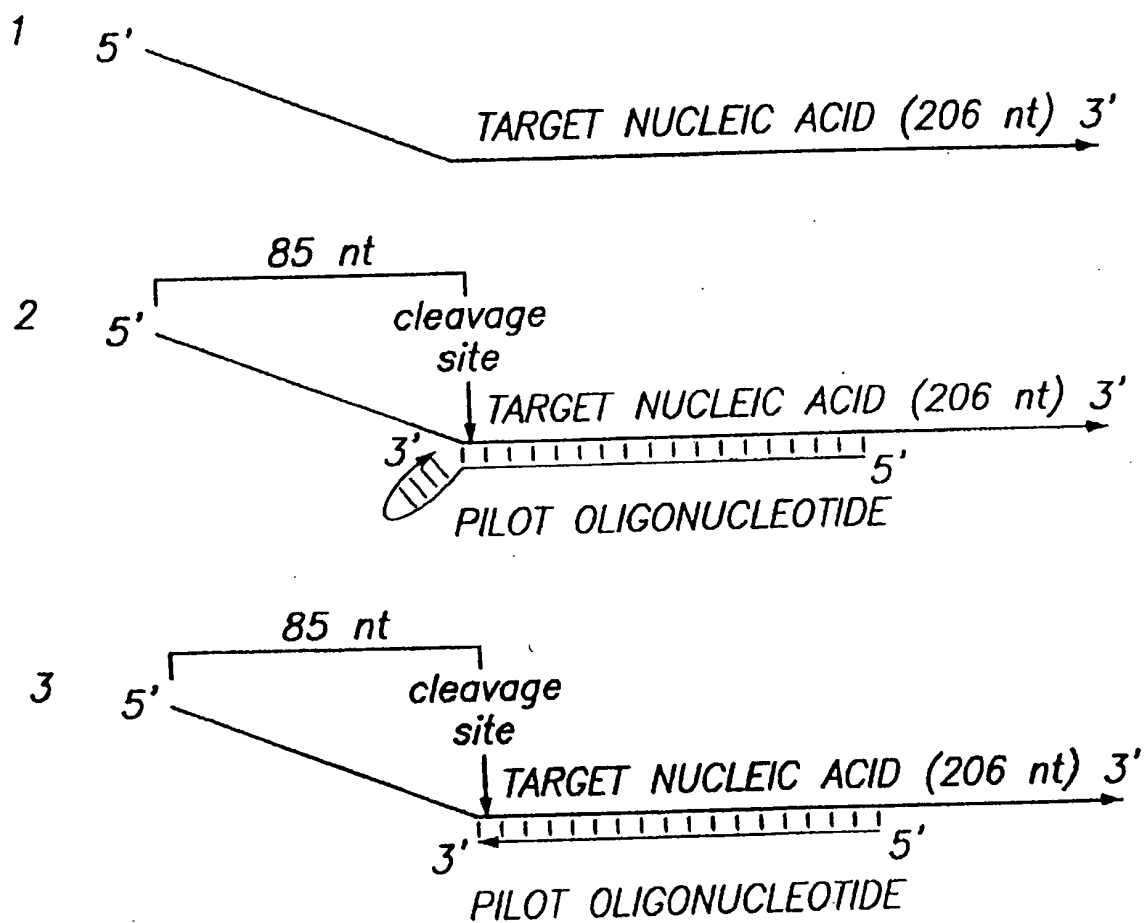 1
5'
TARGET NUCLEIC ACID (206 nt) 3'
85 nt
2
5'
cleavage
site
TARGET NUCLEIC ACID (206 nt) 3'
3'
5'
PILOT OLIGONUCLEOTIDE
85 nt
3
5'
cleavage
site
TARGET NUCLEIC ACID (206 nt) 3'
3'
5'
PILOT OLIGONUCLEOTIDE